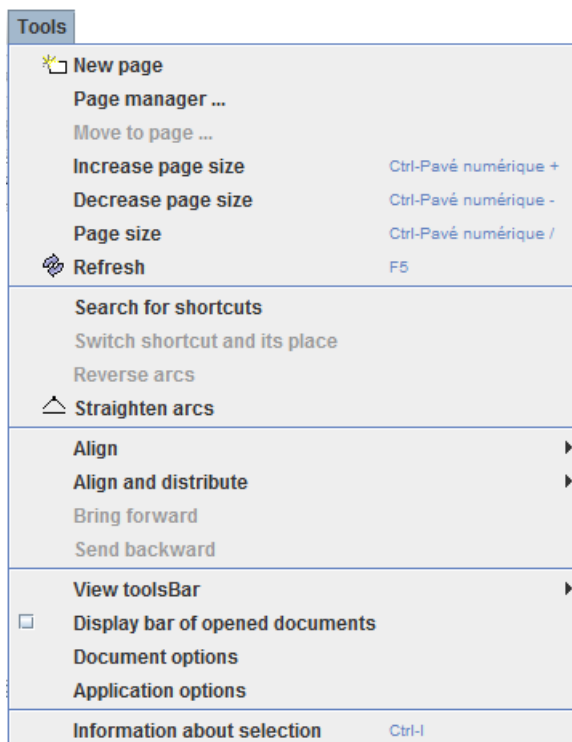 Tools
New page
Page manager ...
Move to page ...
Increase page size Ctrl-Pavé numérique +
Decrease page size Ctrl-Pavé numérique -
Page size Ctrl-Pavé numérique /
Refresh F5
Search for shortcuts
Switch shortcut and its place
Reverse arcs
Straighten arcs
Align
Align and distribute
Bring forward
Send backward
View toolsBar
Display bar of opened documents
Document options
Application options
Information about selection Ctrl-I